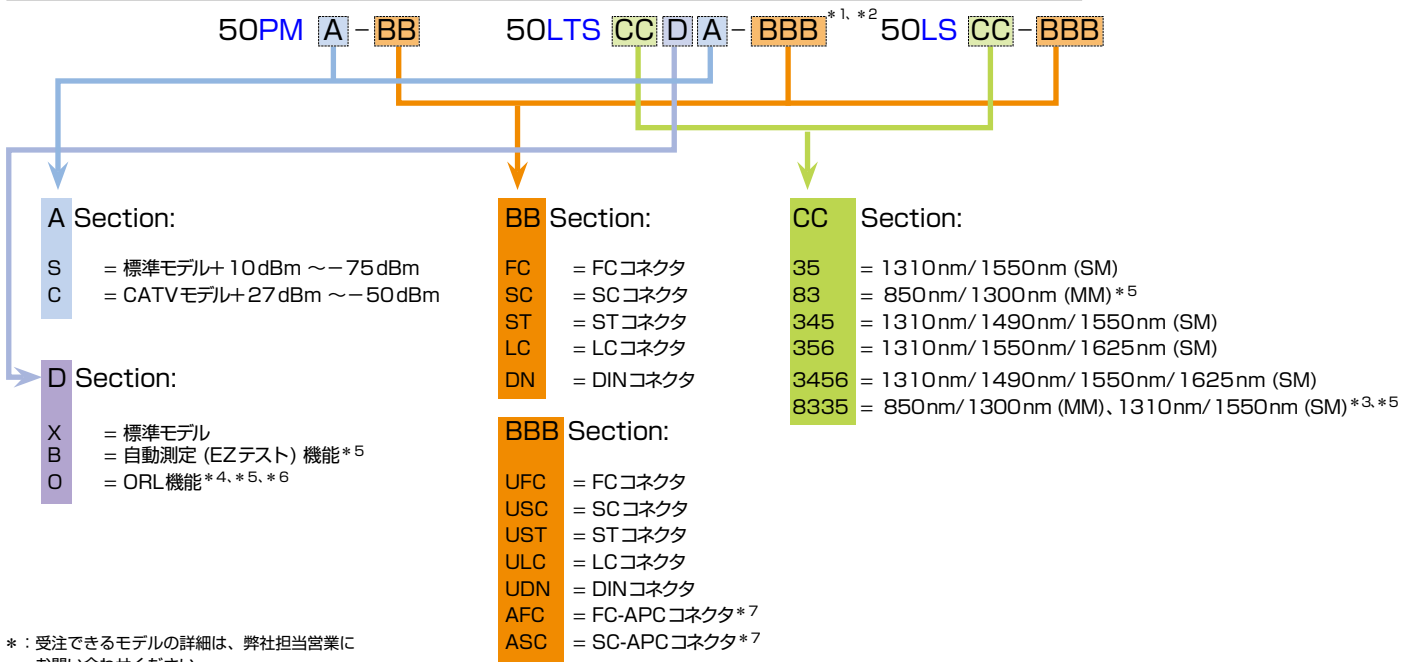 50PM A - BB 50LTS CC D A - BBB *1、*2 50LS CC - BBB
A Section:
S = 標準モデル+10dBm ～-75dBm
C = CATVモデル+27dBm ～-50dBm
D Section:
X = 標準モデル
B = 自動測定 (EZテスト) 機能*5
O = ORL機能*4、*5、*6
BB Section:
FC = FCコネクタ
SC = SCコネクタ
ST = STコネクタ
LC = LCコネクタ
DN = DINコネクタ
BBB Section:
UFC = FCコネクタ
USC = SCコネクタ
UST = STコネクタ
ULC = LCコネクタ
UDN = DINコネクタ
AFC = FC-APCコネクタ*7
ASC = SC-APCコネクタ*7
CC Section:
35 = 1310nm/1550nm (SM)
83 = 850nm/1300nm (MM)*5
345 = 1310nm/1490nm/1550nm (SM)
356 = 1310nm/1550nm/1625nm (SM)
3456 = 1310nm/1490nm/1550nm/1625nm (SM)
8335 = 850nm/1300nm (MM)、1310nm/1550nm (SM)*3、*5
*：受注できるモデルの詳細は、弊社担当営業に